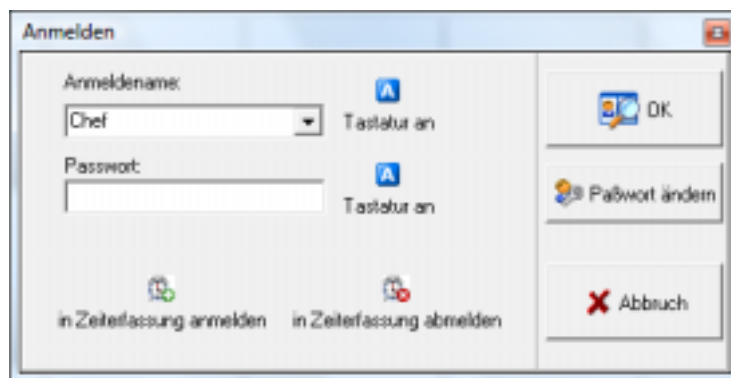 Anmelden
Anmeldename:
Chef
Tastatur an
OK
Passwort:
Tastatur an
Paßwort ändern
in Zeiterfassung anmelden
in Zeiterfassung abmelden
Abbruch